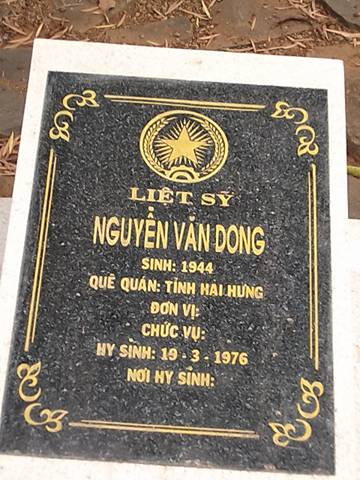 LIỆT SỸ
NGUYỄN VĂN DONG
SINH: 1944
QUÊ QUÁN: TỈNH HẢI HƯNG
ĐƠN VỊ:
CHỨC VỤ:
HY SINH: 19 - 3 - 1976
NƠI HY SINH: